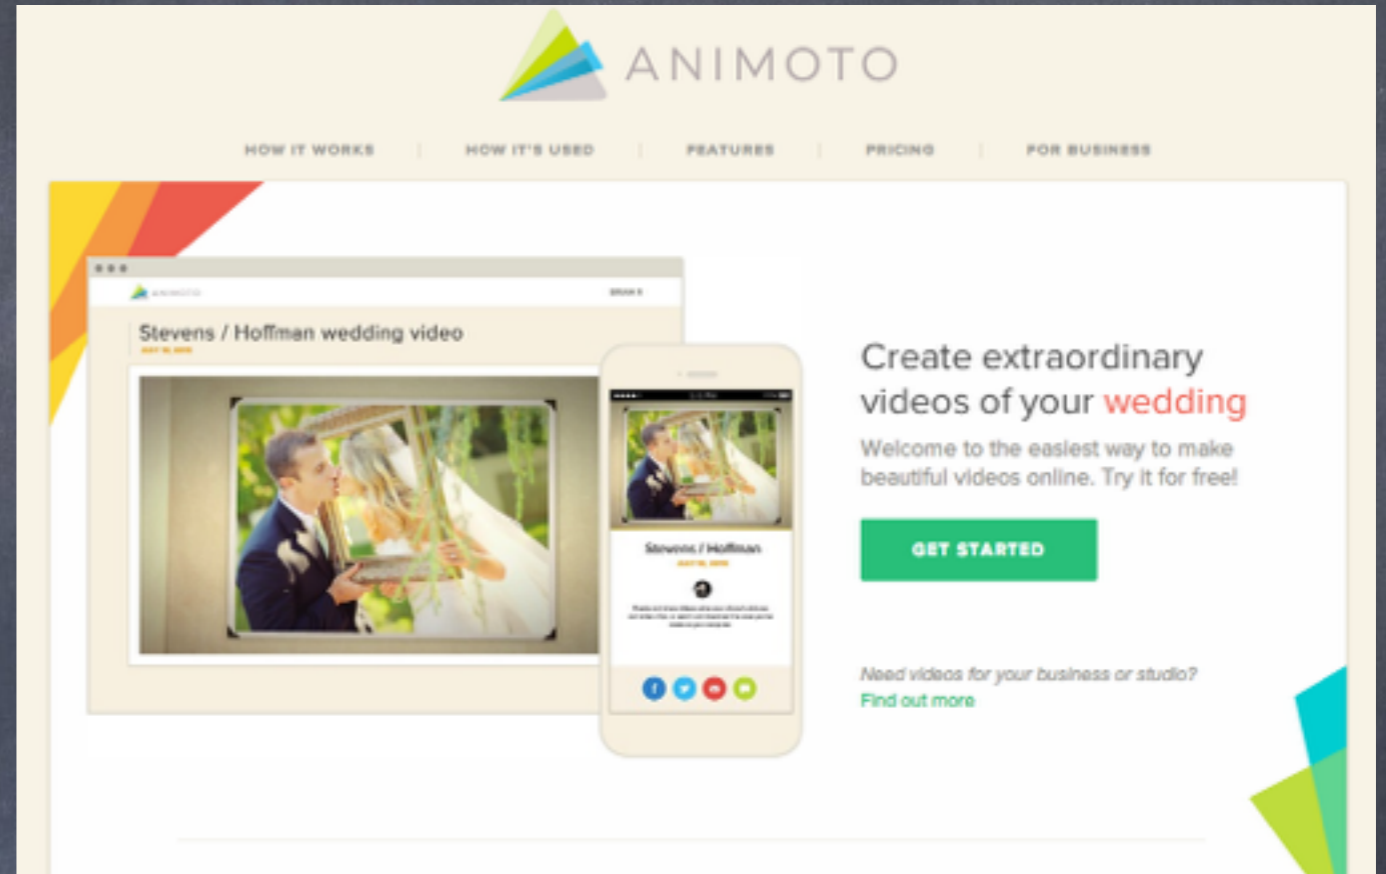 ANIMOTO
HOW IT WORKS
HOW IT'S USED
FEATURES
PRICING
FOR BUSINESS
ANIMOTO
Stevens / Hoffman wedding video
Stevens / Hoffman
Create extraordinary
videos of your wedding
Welcome to the easiest way to make
beautiful videos online. Try it for free!
GET STARTED
Need videos for your business or studio?
Find out more